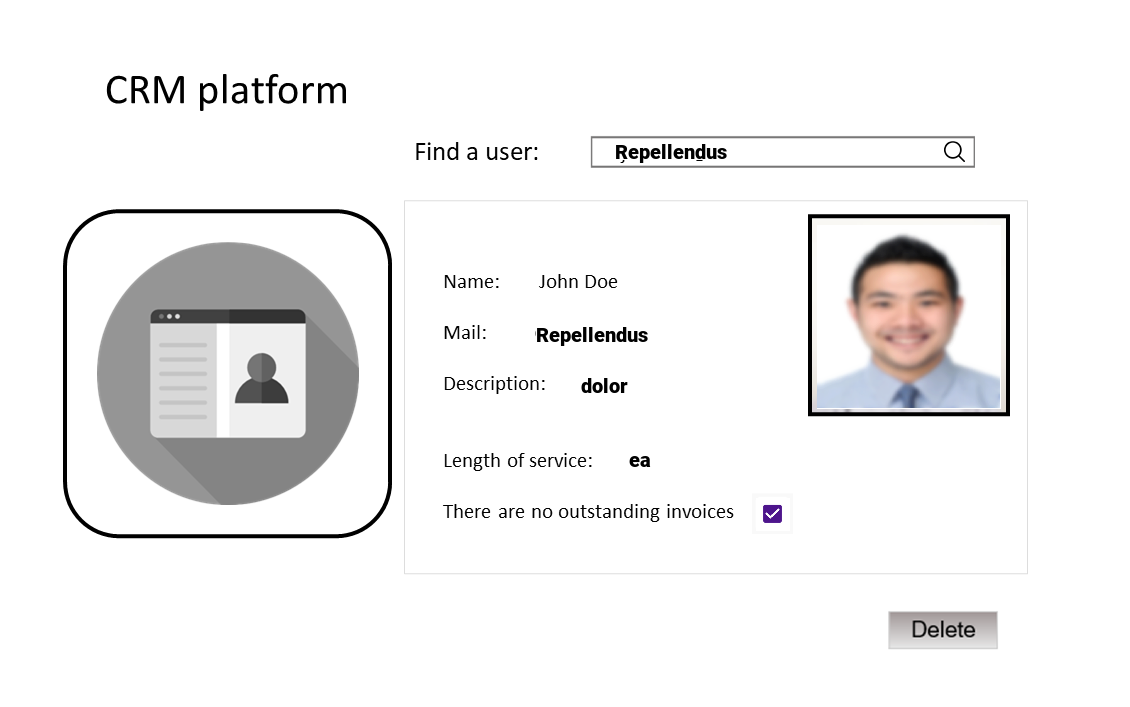 CRM platform
Find a user: Repellendus
Name: John Doe
Mail: Repellendus
Description: dolor
Length of service: ea
There are no outstanding invoices
Delete